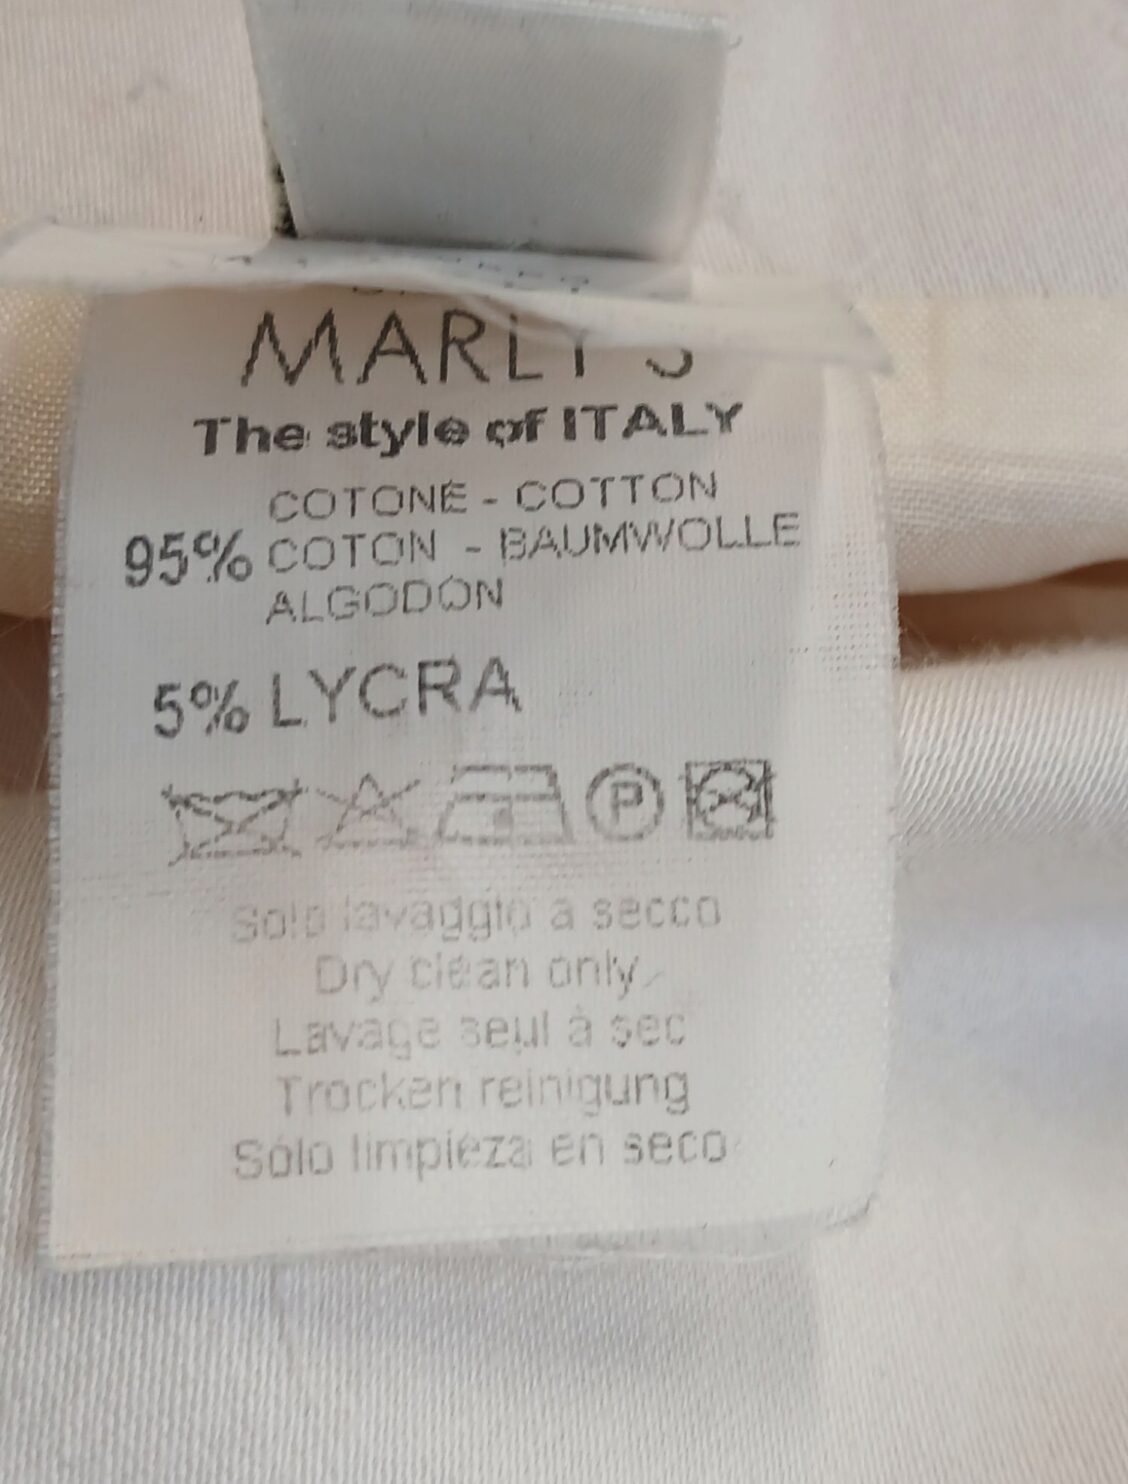 MARLY'S
The style of ITALY
COTONE - COTTON
95% COTON - BAUMWOLLE
ALGODÓN
5% LYCRA
P
Solo lavaggio a secco
Dry clean only
Lavage seul à sec
Trocken reinigung
Sólo limpieza en seco